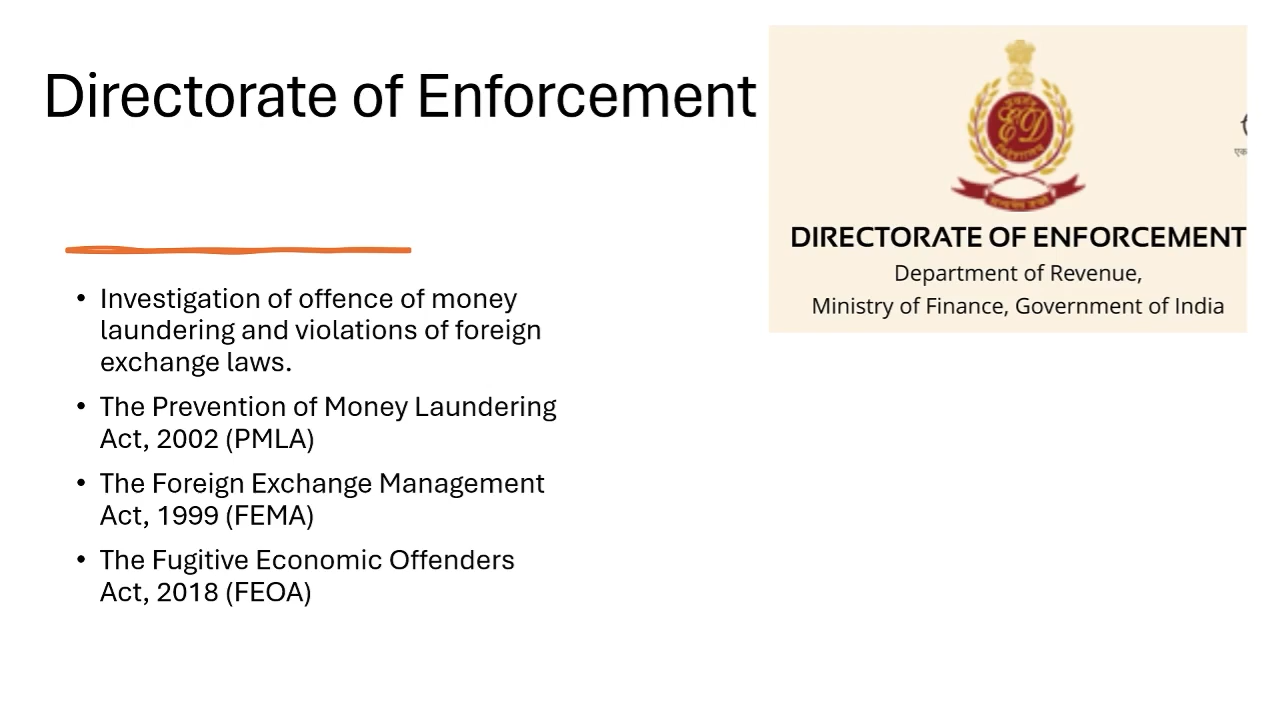 Directorate of Enforcement
ED
DIRECTORATE OF ENFORCEMENT
Department of Revenue,
Ministry of Finance, Government of India
• Investigation of offence of money
laundering and violations of foreign
exchange laws.
• The Prevention of Money Laundering
Act, 2002 (PMLA)
• The Foreign Exchange Management
Act, 1999 (FEMA)
• The Fugitive Economic Offenders
Act, 2018 (FEOA)